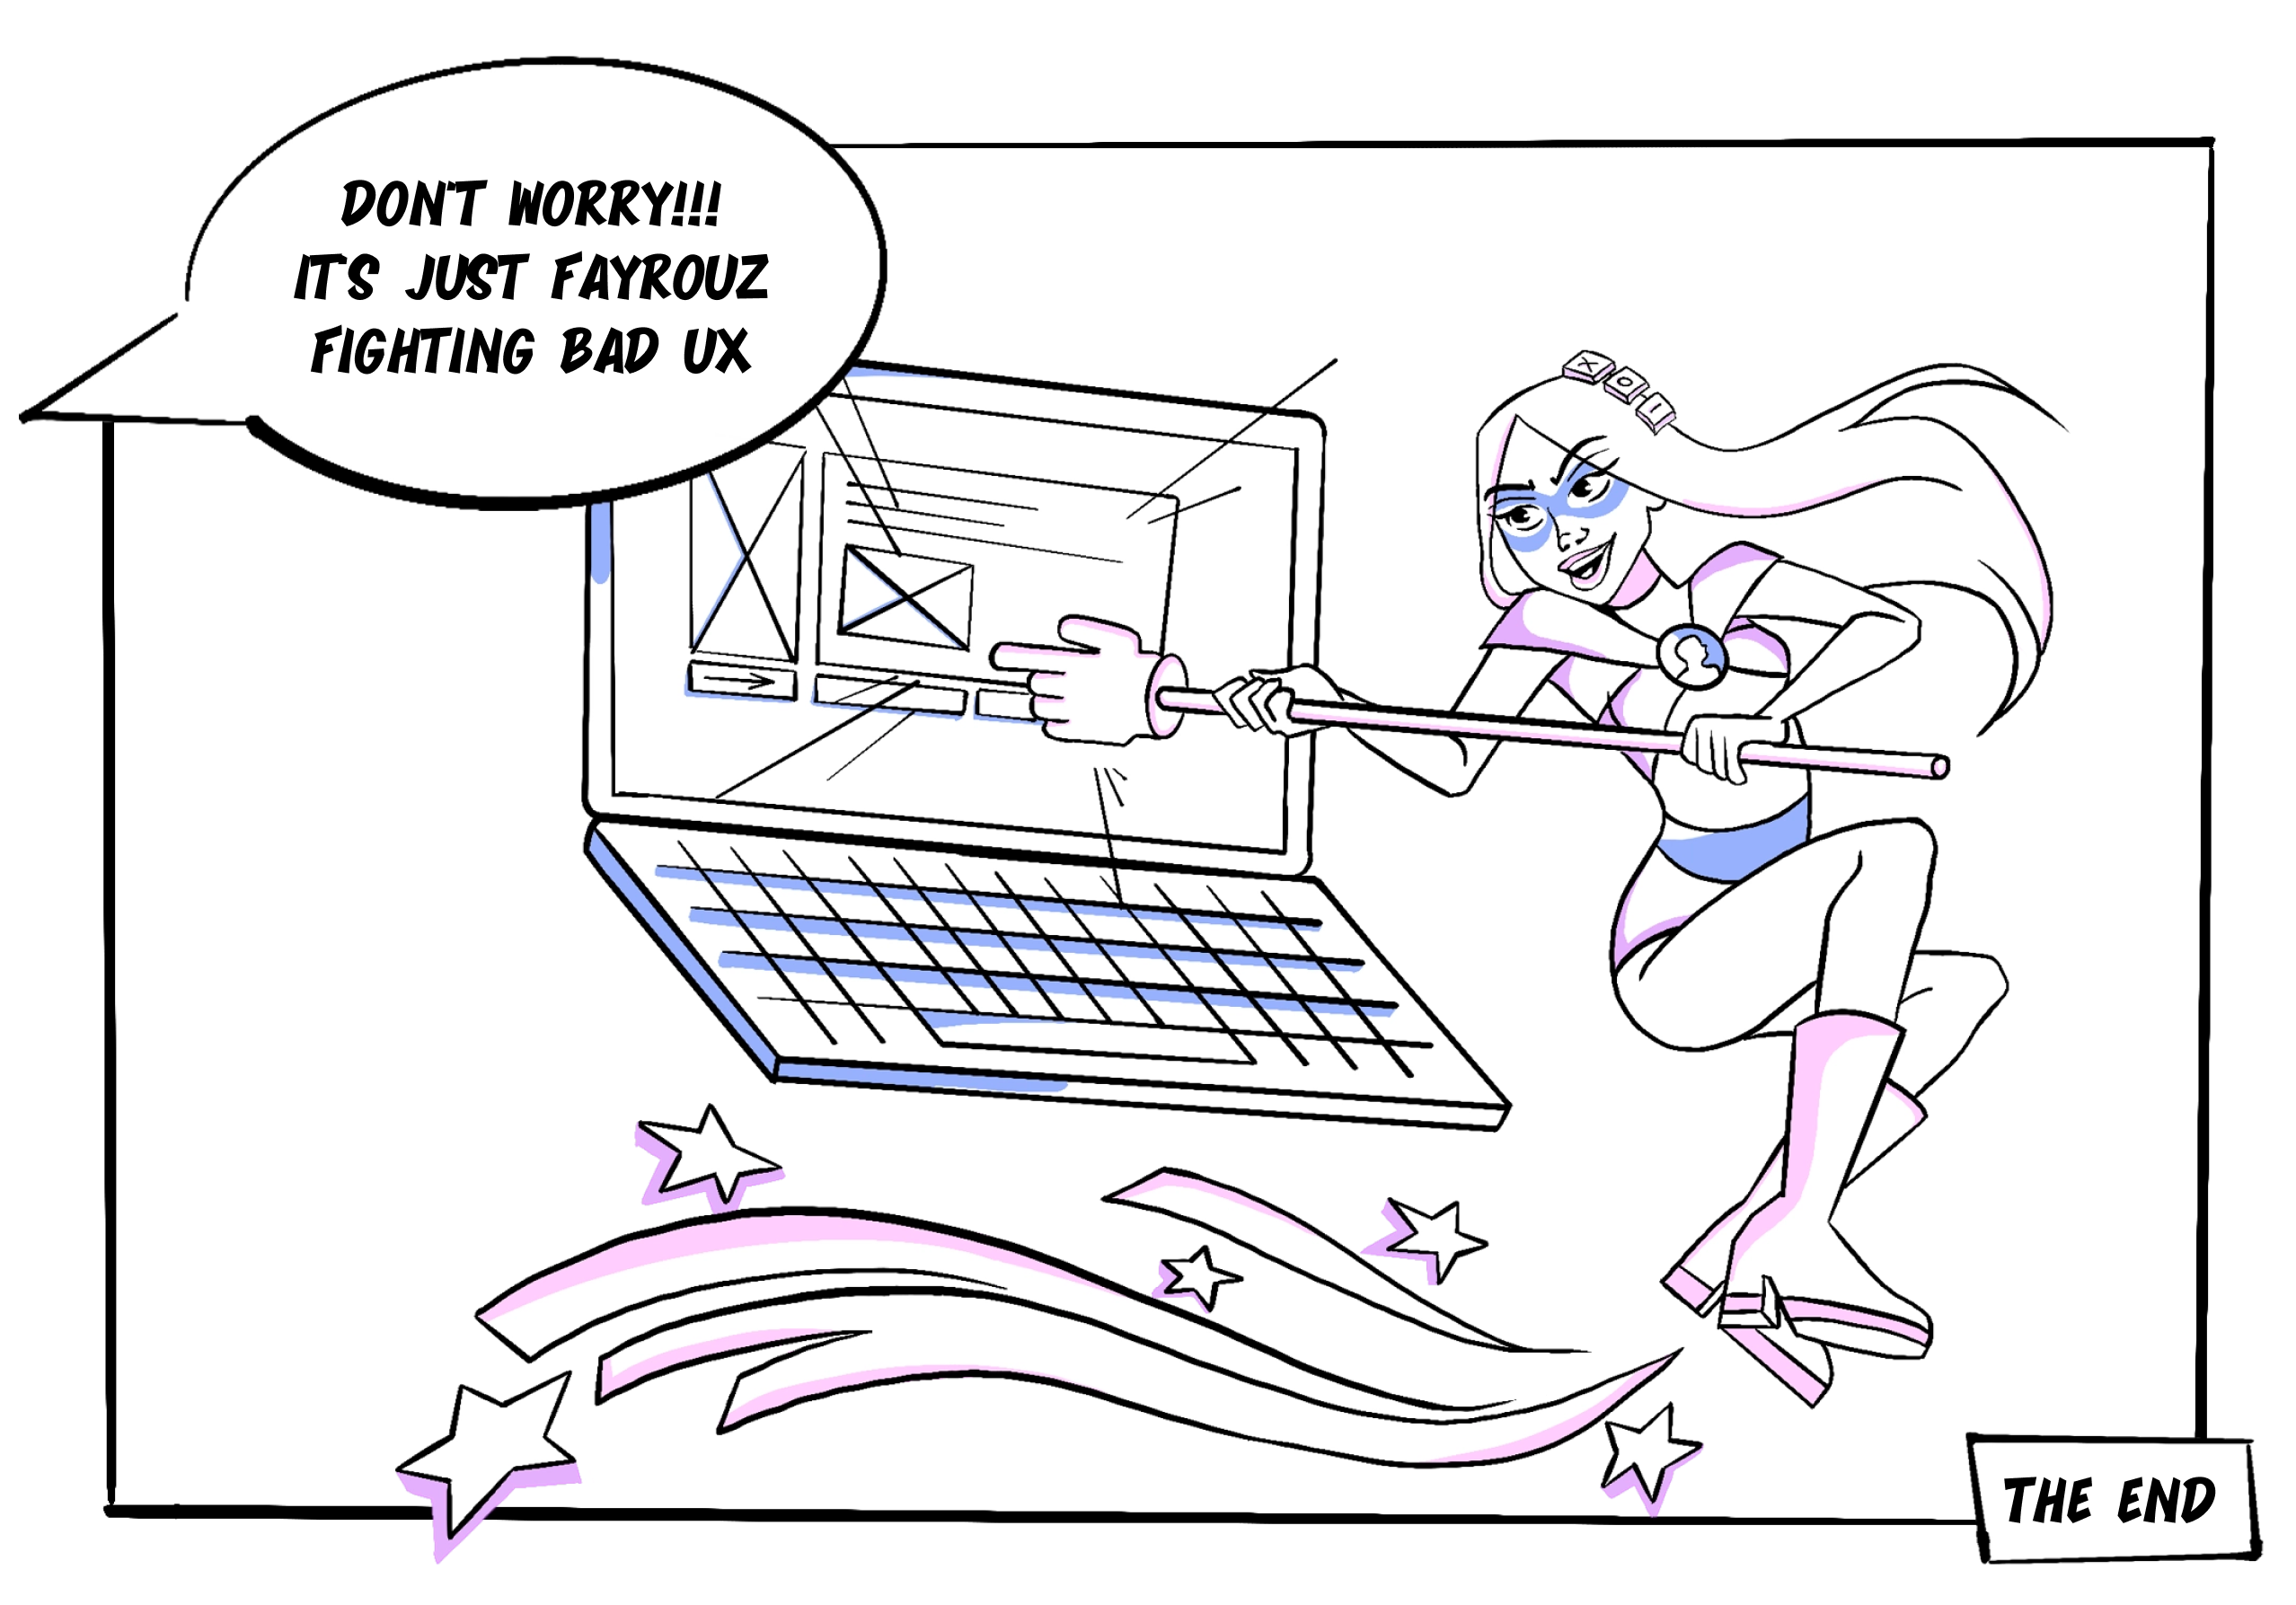 DON'T WORRY!!!
IT'S JUST FAYROUZ
FIGHTING BAD UX
X O I
THE END